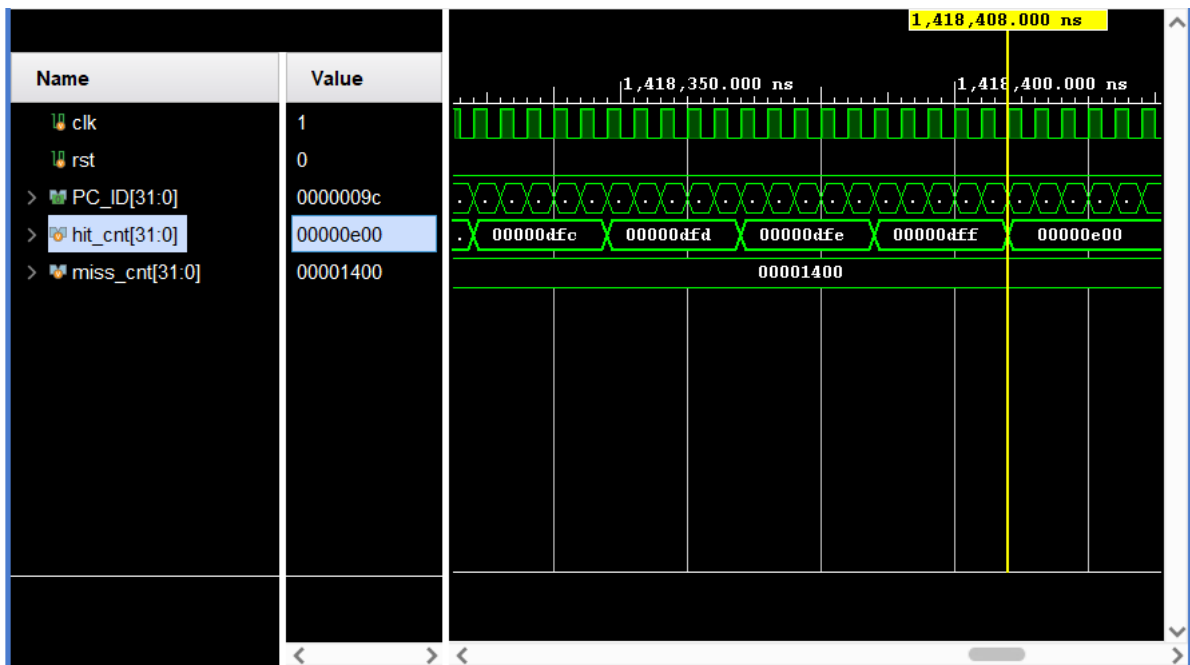 1,418,408.000 ns
Name
Value
1,418,350.000 ns
1,418,400.000 ns
clk
1
rst
0
PC_ID[31:0]
0000009c
hit_cnt[31:0]
00000e00
. 00000dfc 00000dfd 00000dfe 00000dff 00000e00
miss_cnt[31:0]
00001400
00001400